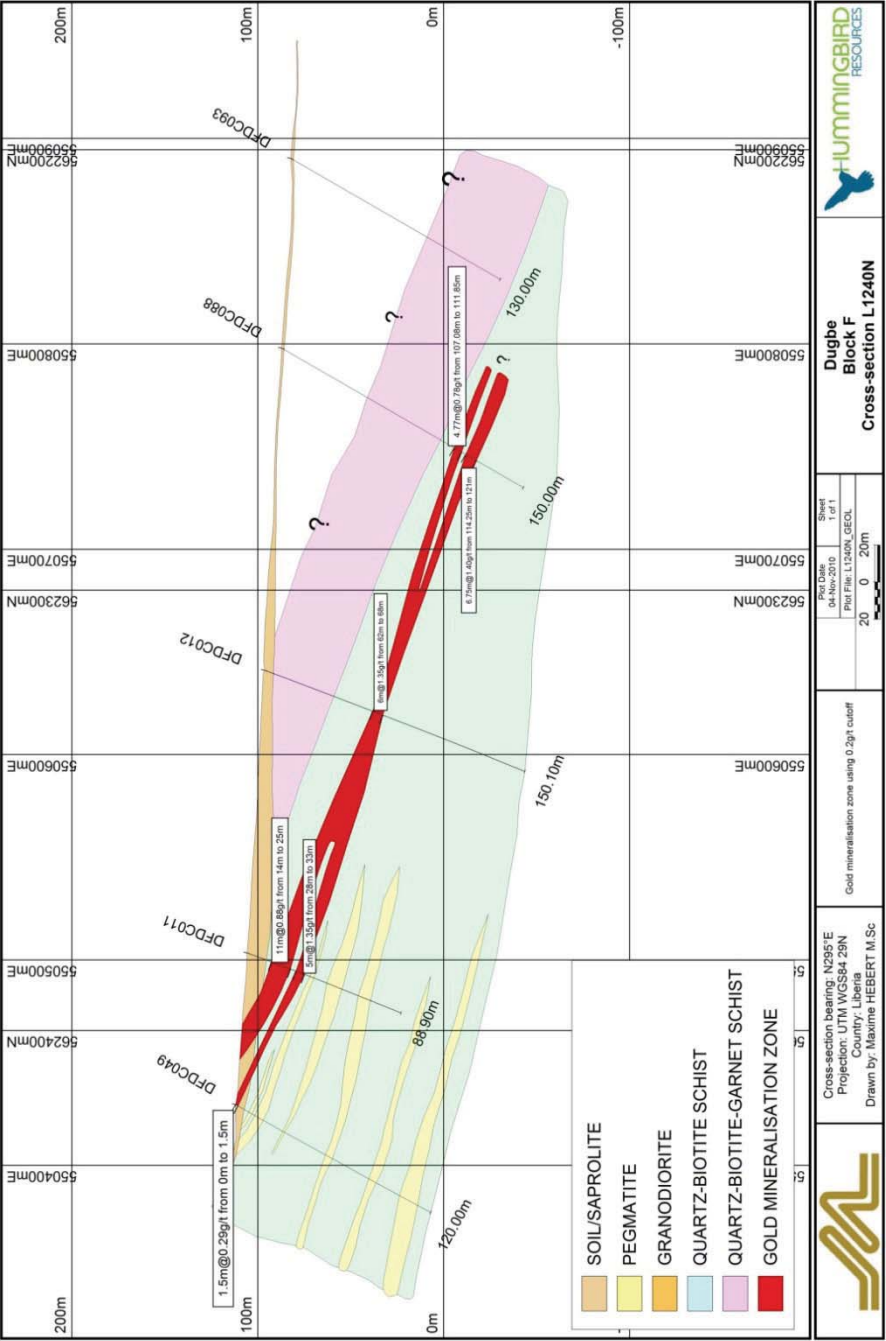 200m
100m
0m
-100m
562200mN
550900mE
550800mE
550700mE
562300mN
550600mE
550500mE
562400mN
550400mE
200m
100m
0m
DFDC093
DFDC088
DFDC012
DFDC011
DFDC049
?
?
?
?
130.00m
150.00m
150.10m
88.90m
120.00m
4.77m@0.78g/t from 107.08m to 111.85m
6.75m@1.40g/t from 114.25m to 121m
6m@1.35g/t from 62m to 68m
11m@0.88g/t from 14m to 25m
5m@1.35g/t from 28m to 33m
1.5m@0.29g/t from 0m to 1.5m
SOIL/SAPROLITE
PEGMATITE
GRANODIORITE
QUARTZ-BIOTITE SCHIST
QUARTZ-BIOTITE-GARNET SCHIST
GOLD MINERALISATION ZONE
562200mN
550900mE
550800mE
550700mE
562300mN
550600mE
Cross-section bearing: N295°E
Projection: UTM WGS84 29N
Country: Liberia
Drawn by: Maxime HEBERT M.Sc
Gold mineralisation zone using 0.2g/t cutoff
Plot Date
04-Nov-2010
Sheet
1 of 1
Plot File: L1240N_GEOL
20 0 20m
Dugbe
Block F
Cross-section L1240N
HUMMINGBIRD
RESOURCES